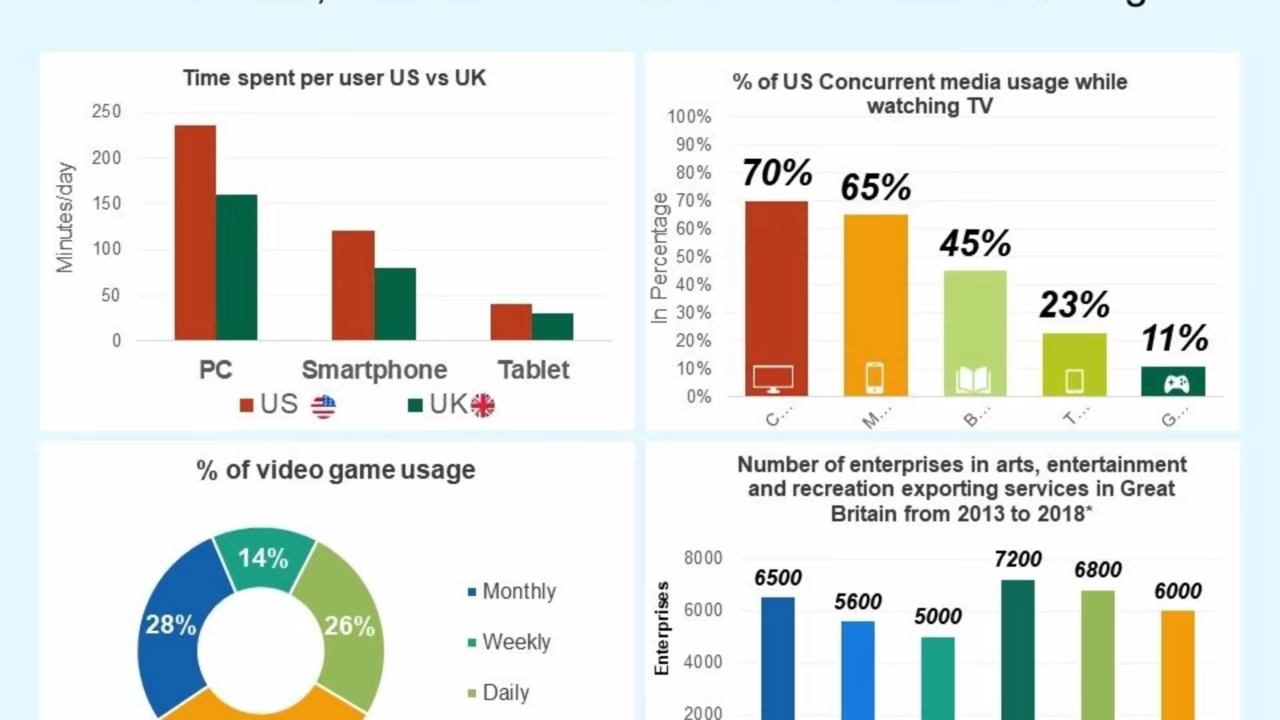 Time spent per user US vs UK
250
200
150
100
50
0
Minutes/day
PC
Smartphone
Tablet
US
UK
% of US Concurrent media usage while
watching TV
100%
90%
80%
70%
60%
50%
40%
30%
20%
10%
0%
In Percentage
70%
65%
45%
23%
11%
C...
M...
B...
T...
G...
% of video game usage
14%
28%
26%
Monthly
Weekly
Daily
Number of enterprises in arts, entertainment
and recreation exporting services in Great
Britain from 2013 to 2018*
8000
6000
4000
2000
Enterprises
6500
5600
5000
7200
6800
6000